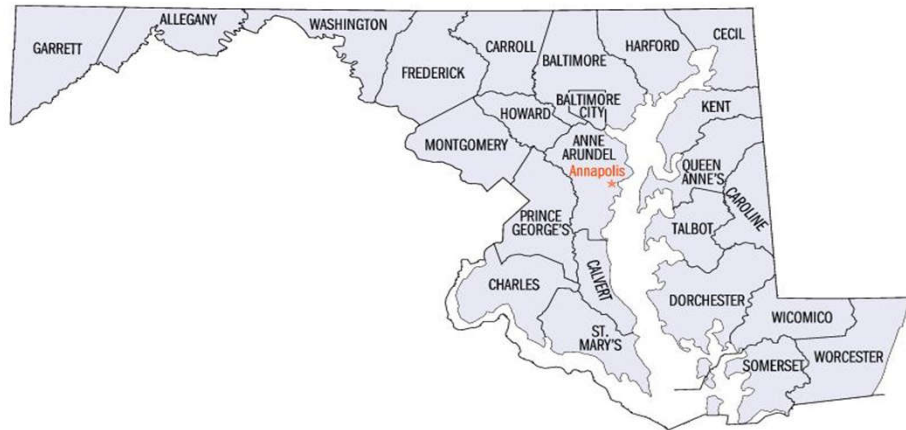 ALLEGANY
WASHINGTON
GARRETT
FREDERICK
CARROLL
BALTIMORE
HARFORD
CECIL
BALTIMORE
CITY
KENT
HOWARD
MONTGOMERY
ANNE
ARUNDEL
Annapolis
QUEEN
ANNE'S
CAROLINE
PRINCE
GEORGE'S
TALBOT
CHARLES
CALVERT
DORCHESTER
WICOMICO
ST.
MARY'S
SOMERSET
WORCESTER